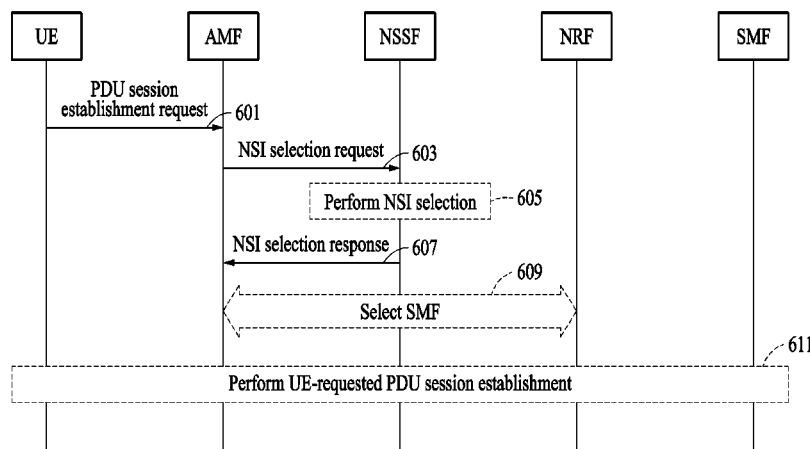 UE AMF NSSF NRF SMF
PDU session
establishment request
601
NSI selection request
603
Perform NSI selection
605
NSI selection response
607
609
Select SMF
611
Perform UE-requested PDU session establishment